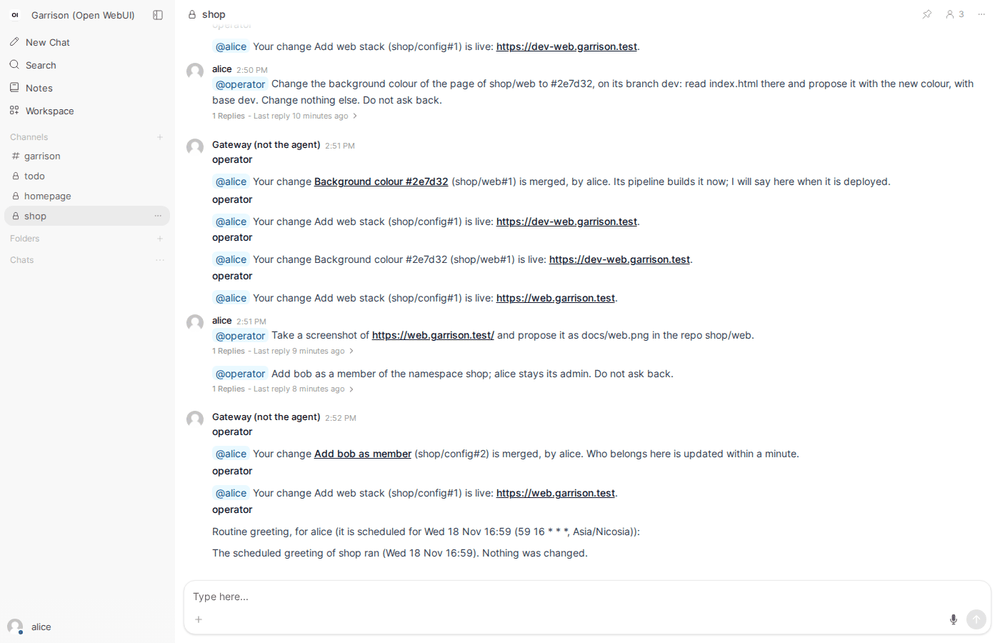 OI Garrison (Open WebUI)
New Chat
Search
Notes
Workspace
Channels
garrison
todo
homepage
shop
Folders
Chats
alice
shop
3
operator
@alice Your change Add web stack (shop/config#1) is live: https://dev-web.garrison.test.
alice 2:50 PM
@operator Change the background colour of the page of shop/web to #2e7d32, on its branch dev: read index.html there and propose it with the new colour, with
base dev. Change nothing else. Do not ask back.
1 Replies - Last reply 10 minutes ago
Gateway (not the agent) 2:51 PM
operator
@alice Your change Background colour #2e7d32 (shop/web#1) is merged, by alice. Its pipeline builds it now; I will say here when it is deployed.
operator
@alice Your change Add web stack (shop/config#1) is live: https://dev-web.garrison.test.
operator
@alice Your change Background colour #2e7d32 (shop/web#1) is live: https://dev-web.garrison.test.
operator
@alice Your change Add web stack (shop/config#1) is live: https://web.garrison.test.
alice 2:51 PM
@operator Take a screenshot of https://web.garrison.test/ and propose it as docs/web.png in the repo shop/web.
1 Replies - Last reply 9 minutes ago
@operator Add bob as a member of the namespace shop; alice stays its admin. Do not ask back.
1 Replies - Last reply 8 minutes ago
Gateway (not the agent) 2:52 PM
operator
@alice Your change Add bob as member (shop/config#2) is merged, by alice. Who belongs here is updated within a minute.
operator
@alice Your change Add web stack (shop/config#1) is live: https://web.garrison.test.
operator
Routine greeting, for alice (it is scheduled for Wed 18 Nov 16:59 (59 16 * * *, Asia/Nicosia)):
The scheduled greeting of shop ran (Wed 18 Nov 16:59). Nothing was changed.
Type here...